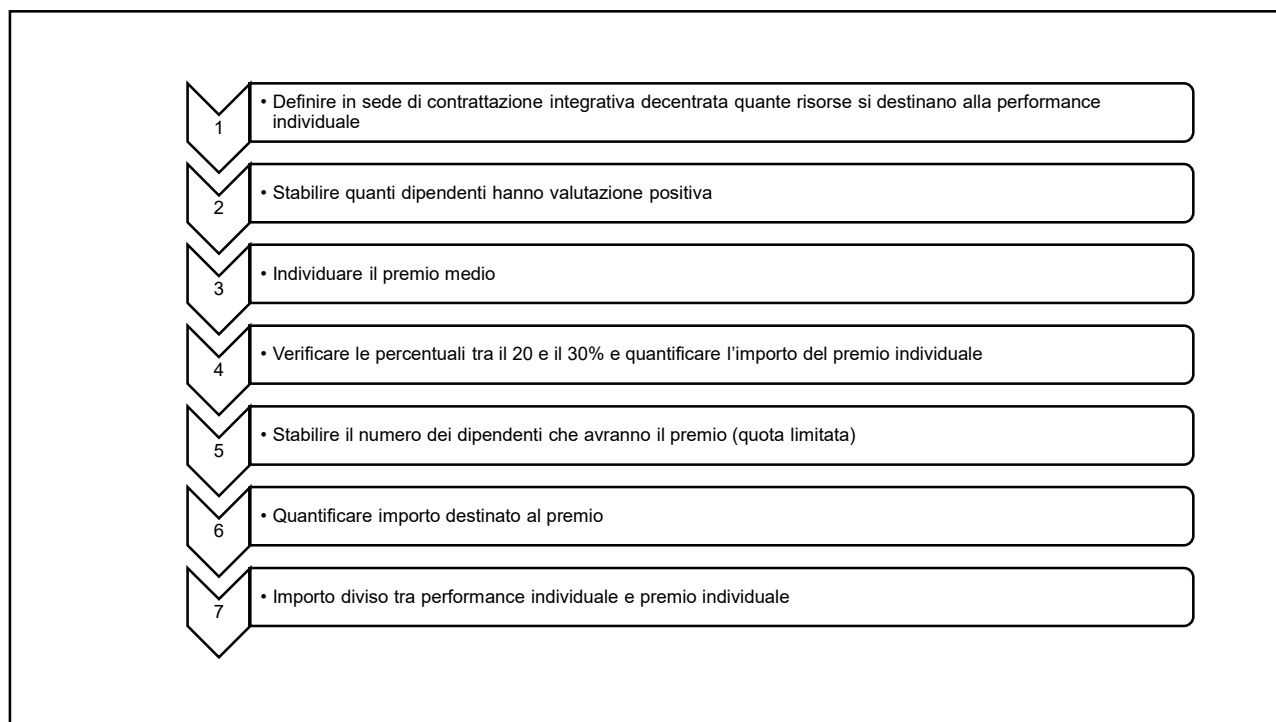 1
• Definire in sede di contrattazione integrativa decentrata quante risorse si destinano alla performance
individuale
2
• Stabilire quanti dipendenti hanno valutazione positiva
3
• Individuare il premio medio
4
• Verificare le percentuali tra il 20 e il 30% e quantificare l’importo del premio individuale
5
• Stabilire il numero dei dipendenti che avranno il premio (quota limitata)
6
• Quantificare importo destinato al premio
7
• Importo diviso tra performance individuale e premio individuale